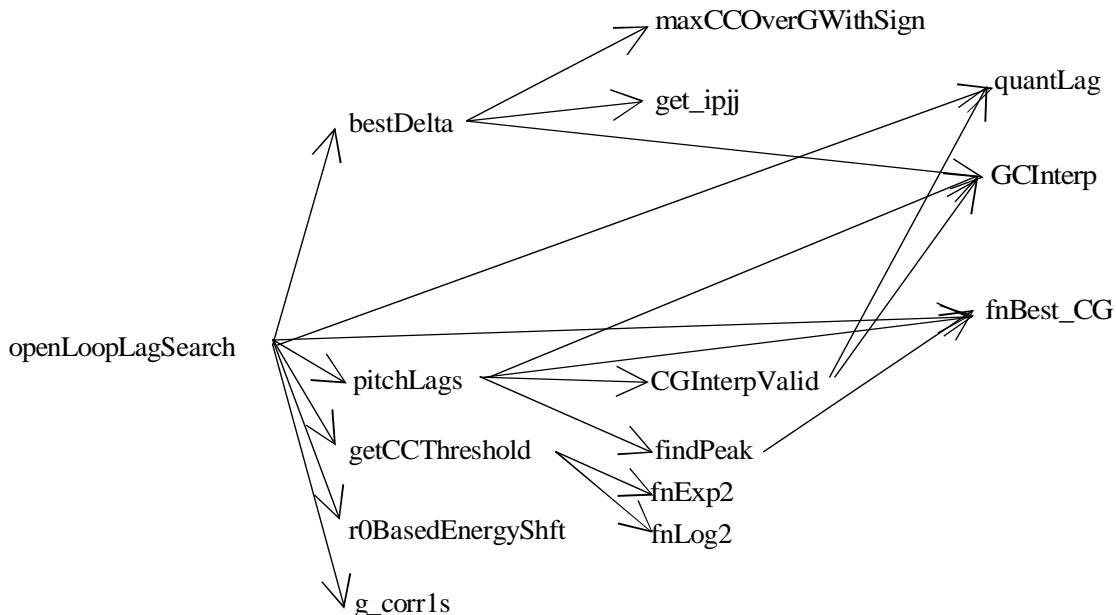 maxCCOverGWithSign
quantLag
get_ipjj
bestDelta
GCInterp
fnBest_CG
openLoopLagSearch
pitchLags
CGInterpValid
getCCThreshold
findPeak
fnExp2
r0BasedEnergyShft
fnLog2
g_corr1s